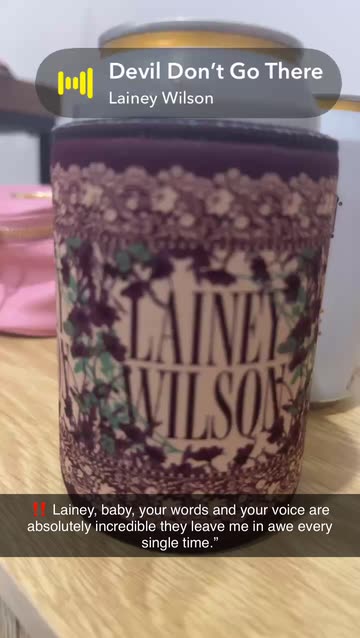 Devil Don't Go There
Lainey Wilson
LAINEY
WILSON
‼️ Lainey, baby, your words and your voice are
absolutely incredible they leave me in awe every
single time.”